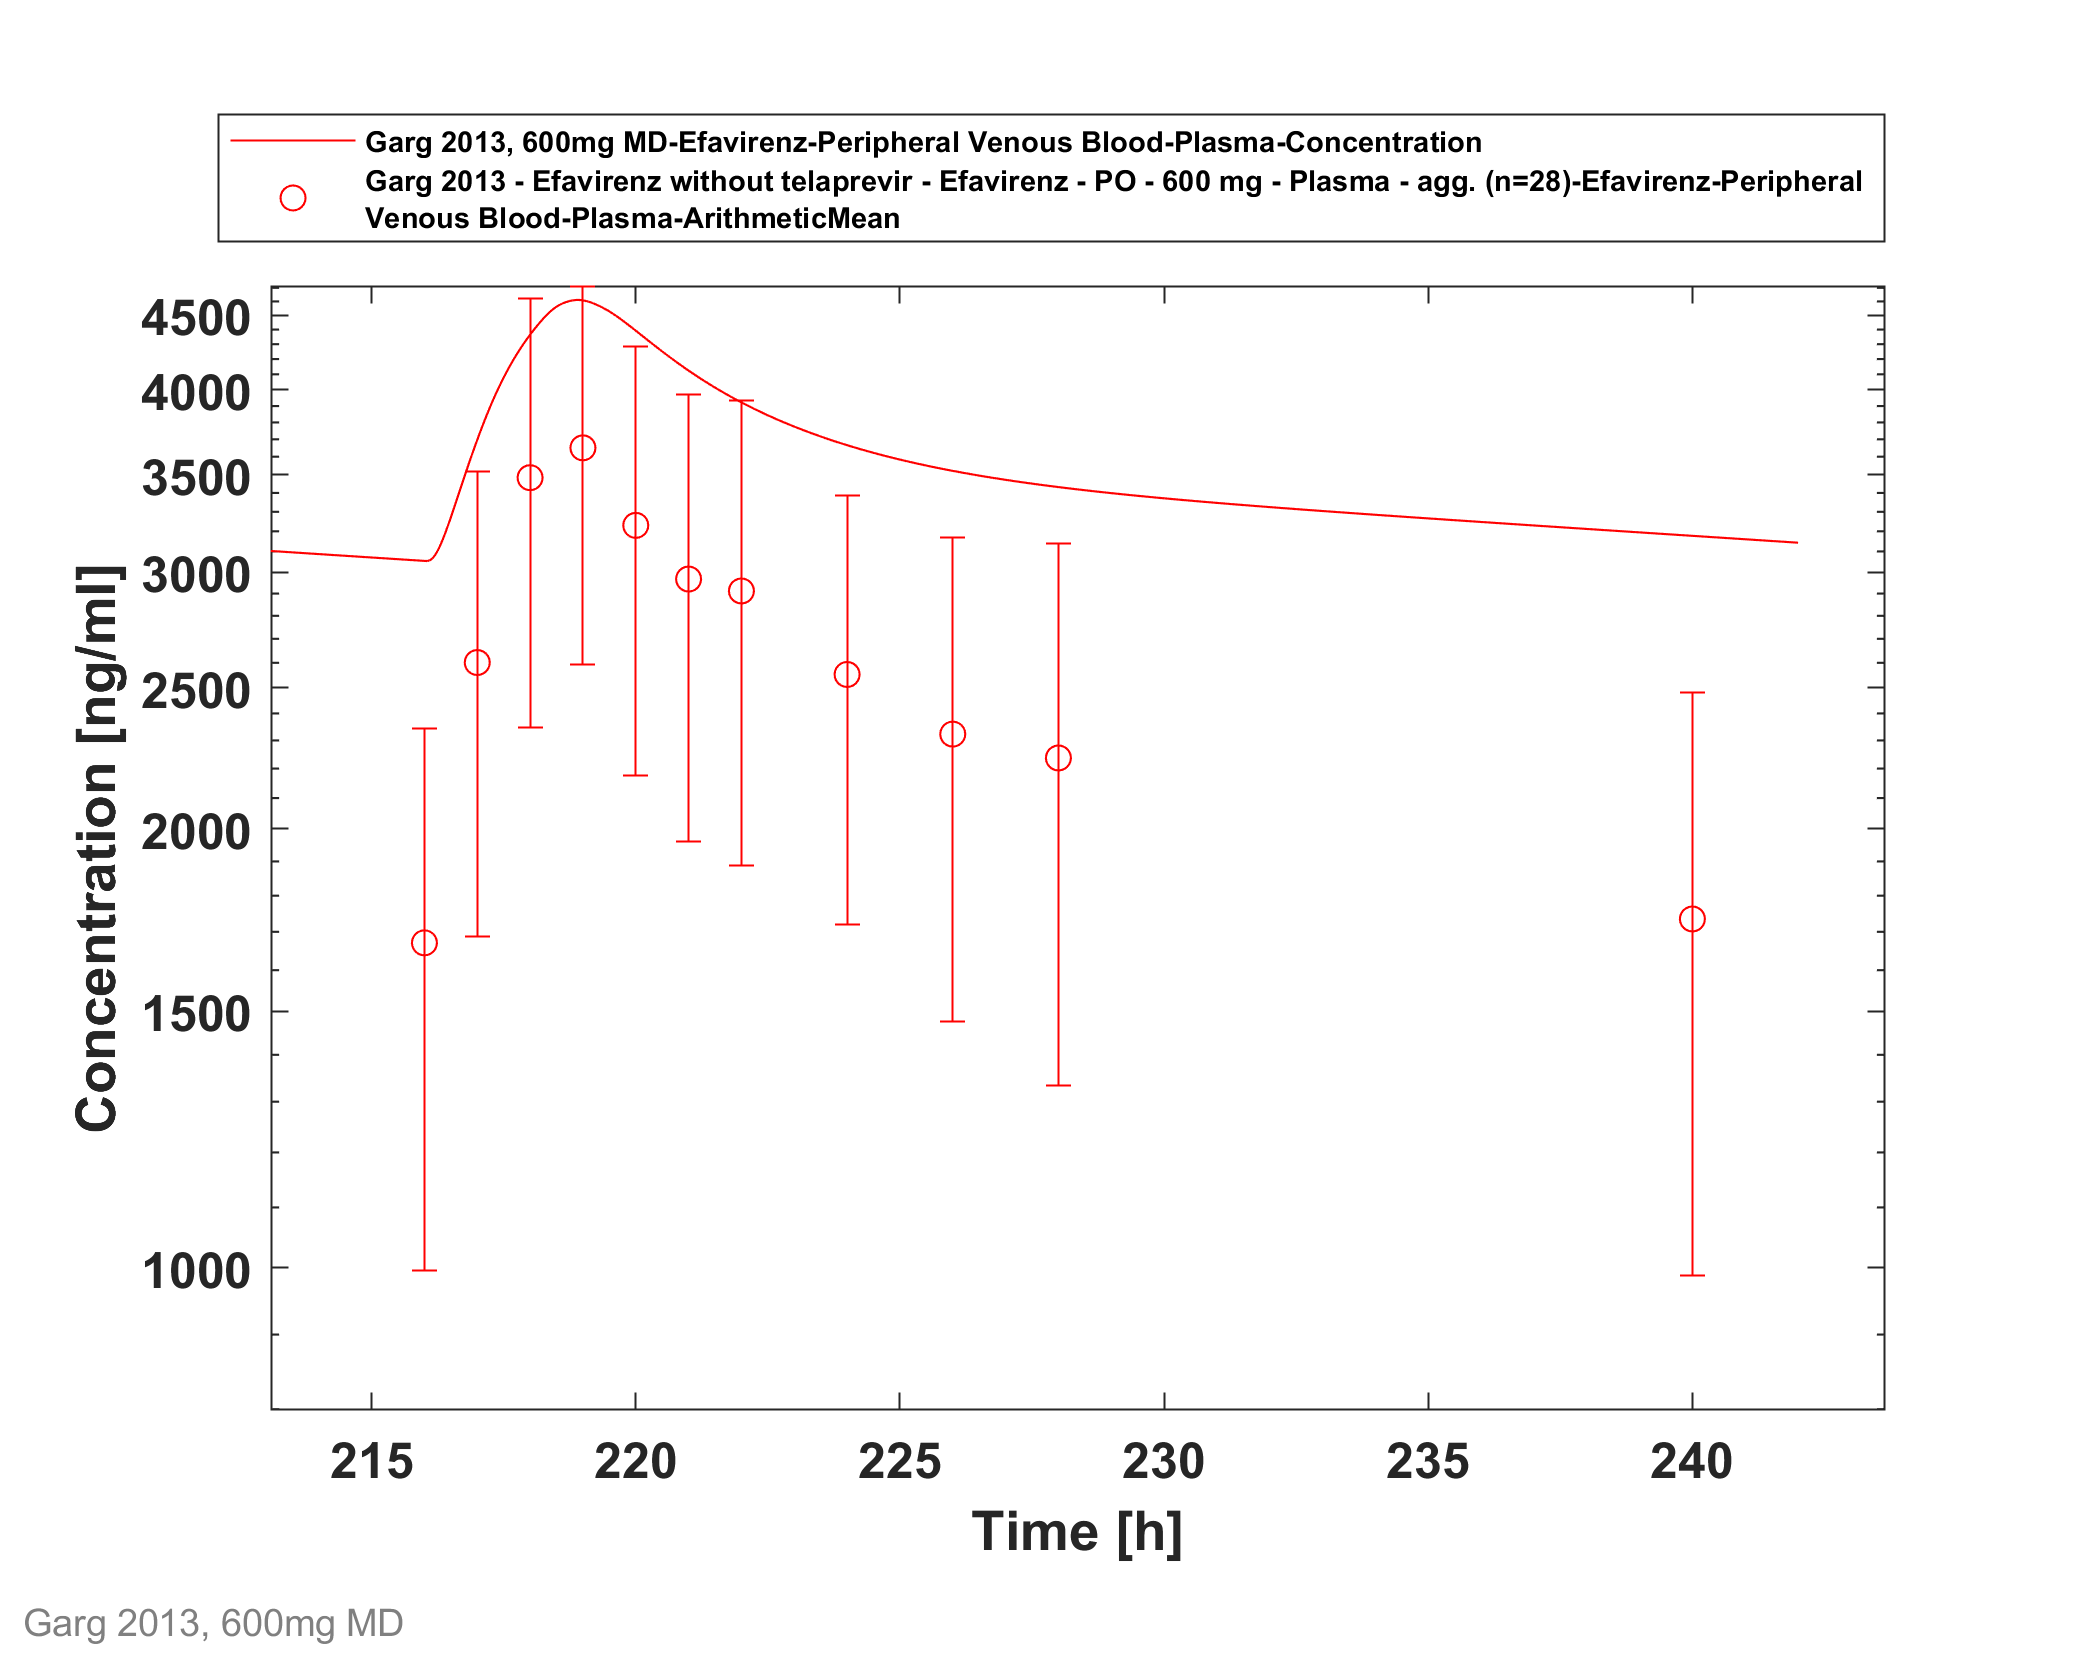 Garg 2013, 600mg MD-Efavirenz-Peripheral Venous Blood-Plasma-Concentration
Garg 2013 - Efavirenz without telaprevir - Efavirenz - PO - 600 mg - Plasma - agg. (n=28)-Efavirenz-Peripheral
Venous Blood-Plasma-ArithmeticMean
4500
4000
3500
3000
2500
2000
1500
1000
Concentration [ng/ml]
215 220 225 230 235 240
Time [h]
Garg 2013, 600mg MD